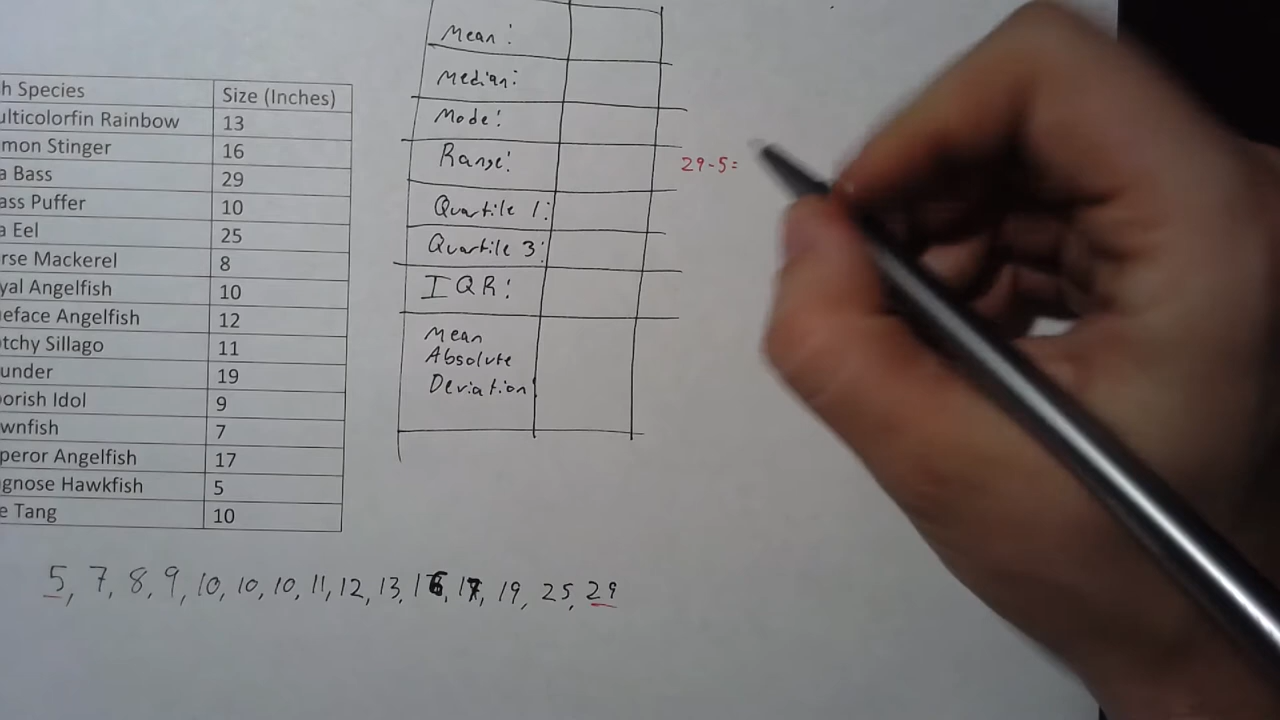 h Species Size (Inches)
ulticolorfin Rainbow 13
mon Stinger 16
a Bass 29
ass Puffer 10
a Eel 25
rse Mackerel 8
yal Angelfish 10
eface Angelfish 12
tchy Sillago 11
under 19
orish Idol 9
wnfish 7
peror Angelfish 17
gnose Hawkfish 5
e Tang 10
Mean:
Median:
Mode:
Range:
29-5=
Quartile 1:
Quartile 3:
IQR:
Mean
Absolute
Deviation
5, 7, 8, 9, 10, 10, 10, 11, 12, 13, 16, 17, 19, 25, 29